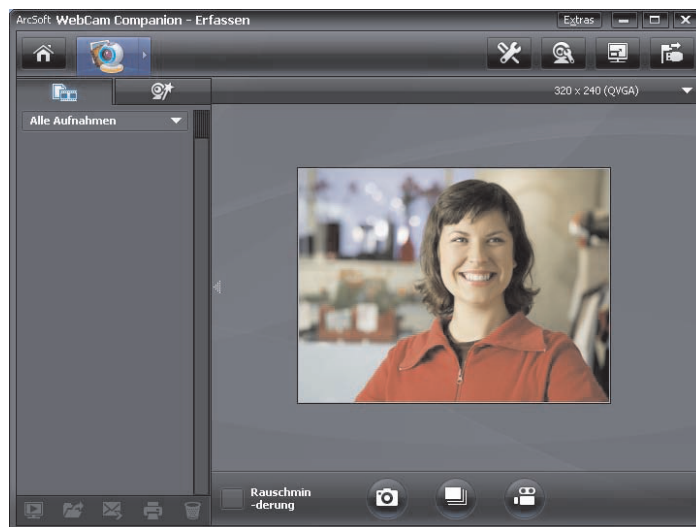 ArcSoft WebCam Companion - Erfassen
Extras
320 x 240 (QVGA)
Alle Aufnahmen
Rauschmin
-derung